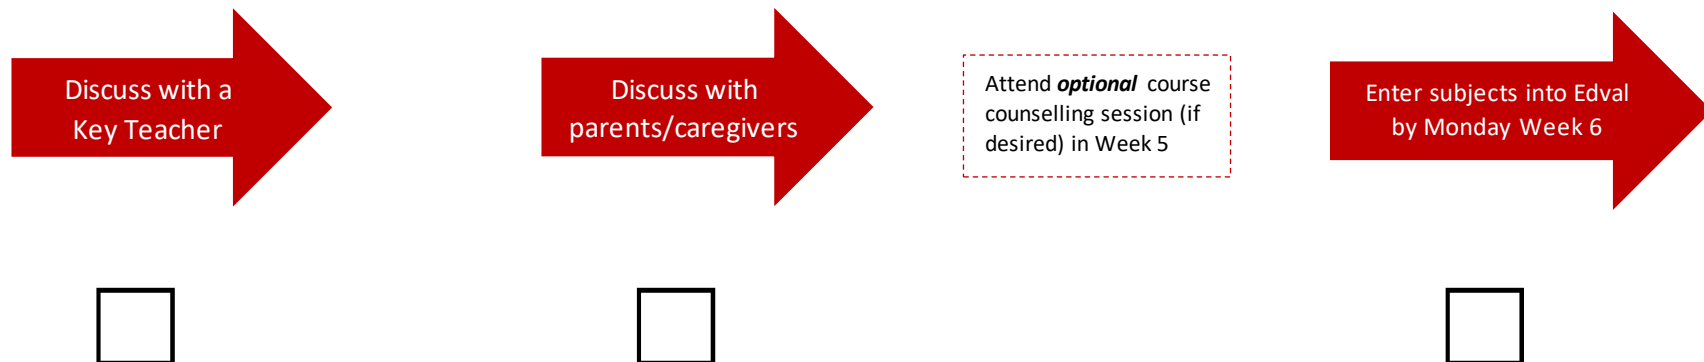 Discuss with a
Key Teacher
Discuss with
parents/caregivers
Attend optional course
counselling session (if
desired) in Week 5
Enter subjects into Edval
by Monday Week 6